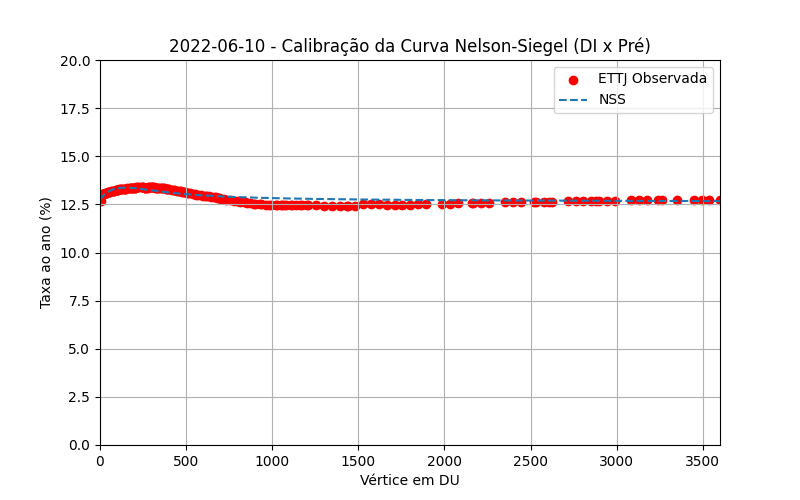 2022-06-10 - Calibração da Curva Nelson-Siegel (DI x Pré)
ETTJ Observada
NSS
20.0
17.5
15.0
12.5
10.0
7.5
5.0
2.5
0.0
Taxa ao ano (%)
0 500 1000 1500 2000 2500 3000 3500
Vértice em DU